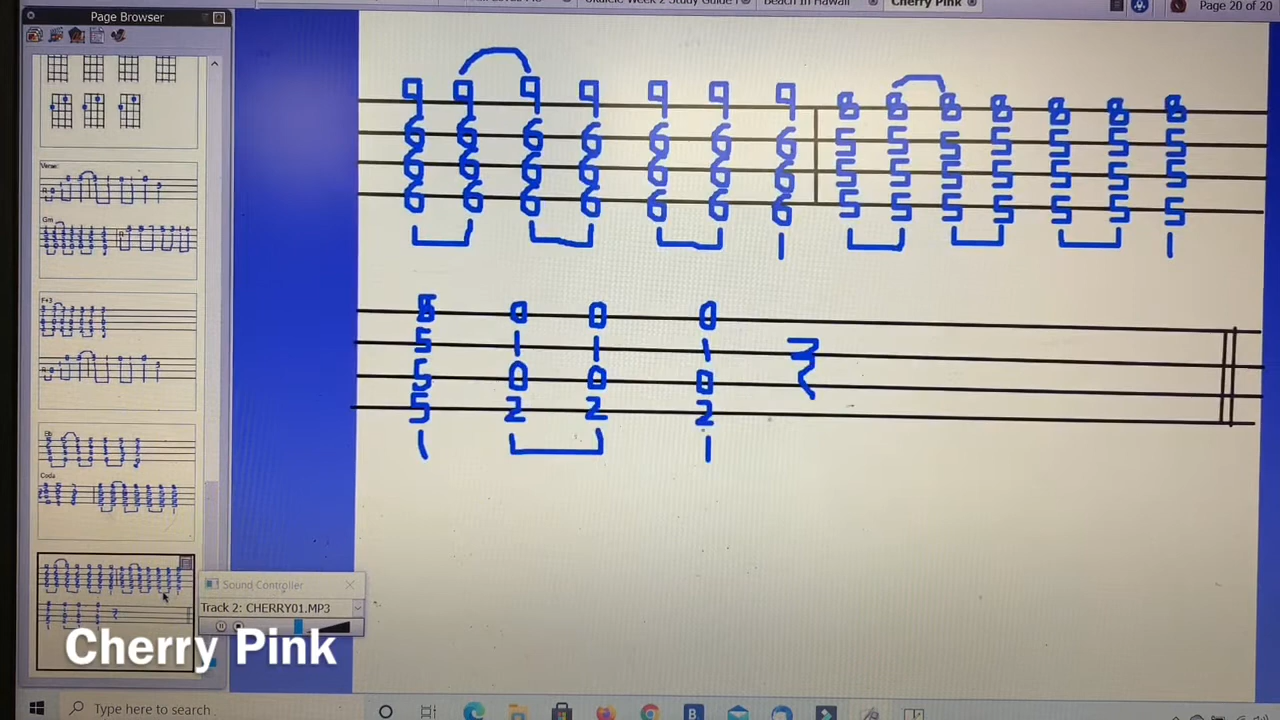 Page Browser
Beach In Hawaii
Cherry Pink
Page 20 of 20
Verse:
Gm
F+3
Coda
9 9 9 9 9 9 9 8 8 8 8 8 8 8
6 6 6 6 6 6 6 5 5 5 5 5 5 5
6 6 6 6 6 6 6 5 5 5 5 5 5 5
6 6 6 6 6 6 6 5 5 5 5 5 5 5
8 0 0 0
5 1 1 1
5 0 0 0
5 2 2 2
Sound Controller
Track 2: CHERRY01.MP3
Cherry Pink
Type here to search